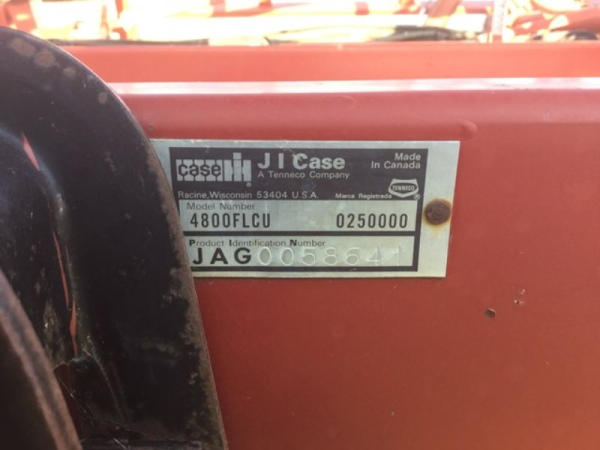 case IH
J I Case
A Tenneco Company
Made
In Canada
Racine, Wisconsin 53404 U.S.A.
Marca Registrada
TENNECO
Model Number
4800FLCU 0250000
Product Identification Number
JAG0058641